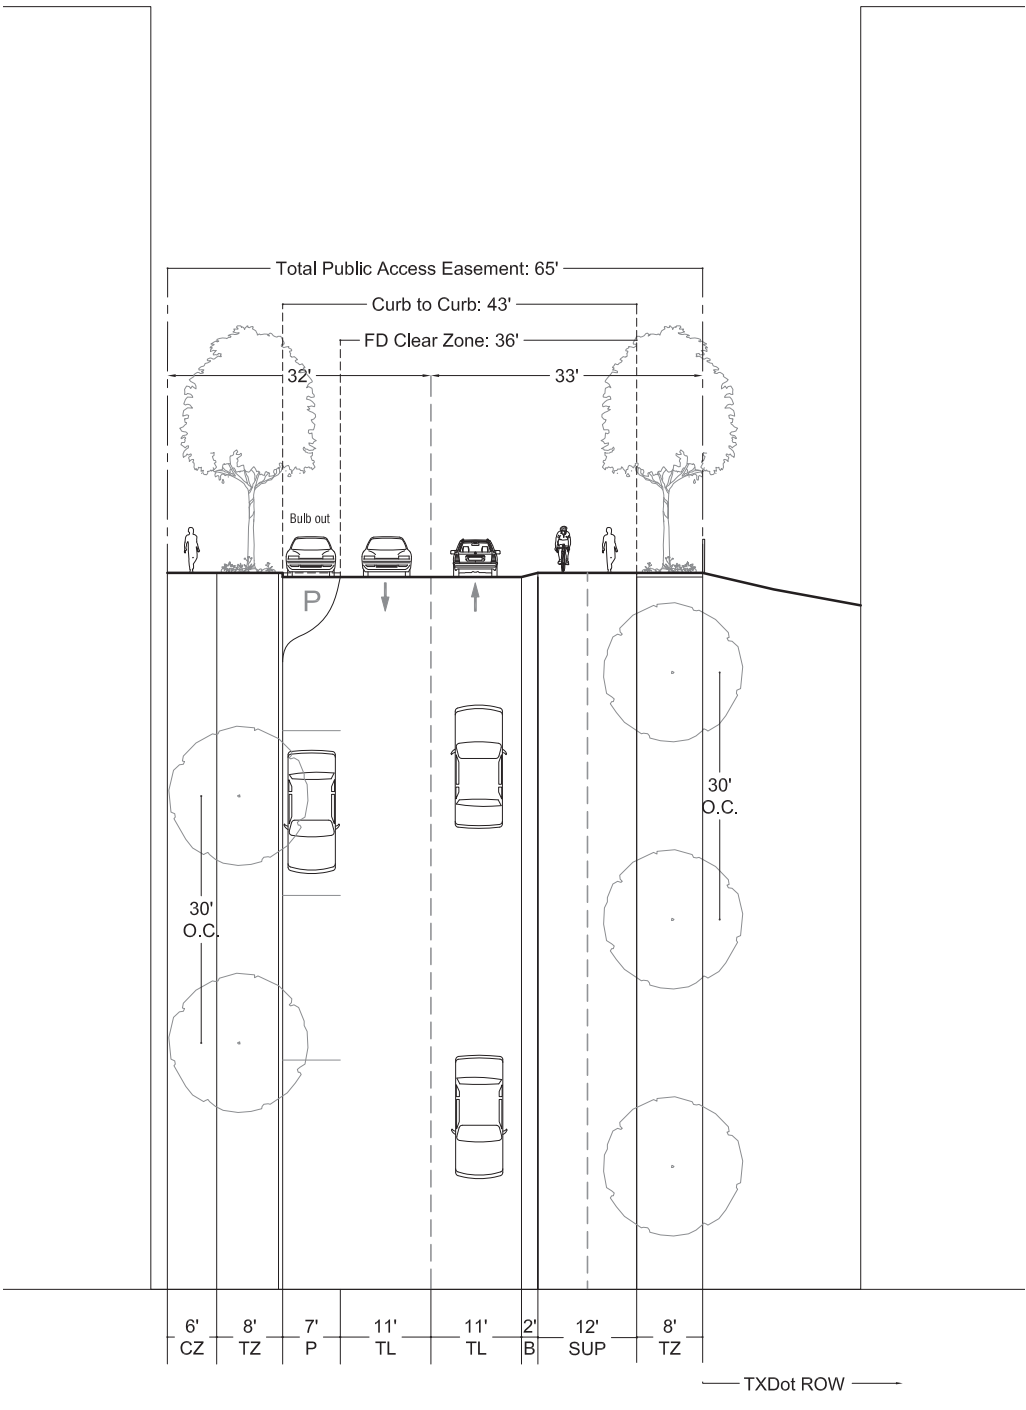 Total Public Access Easement: 65'
Curb to Curb: 43'
FD Clear Zone: 36'
32'
33'
Bulb out
P
30'
O.C.
30'
O.C.
6'
CZ
8'
TZ
7'
P
11'
TL
11'
TL
2'
B
12'
SUP
8'
TZ
TXDot ROW